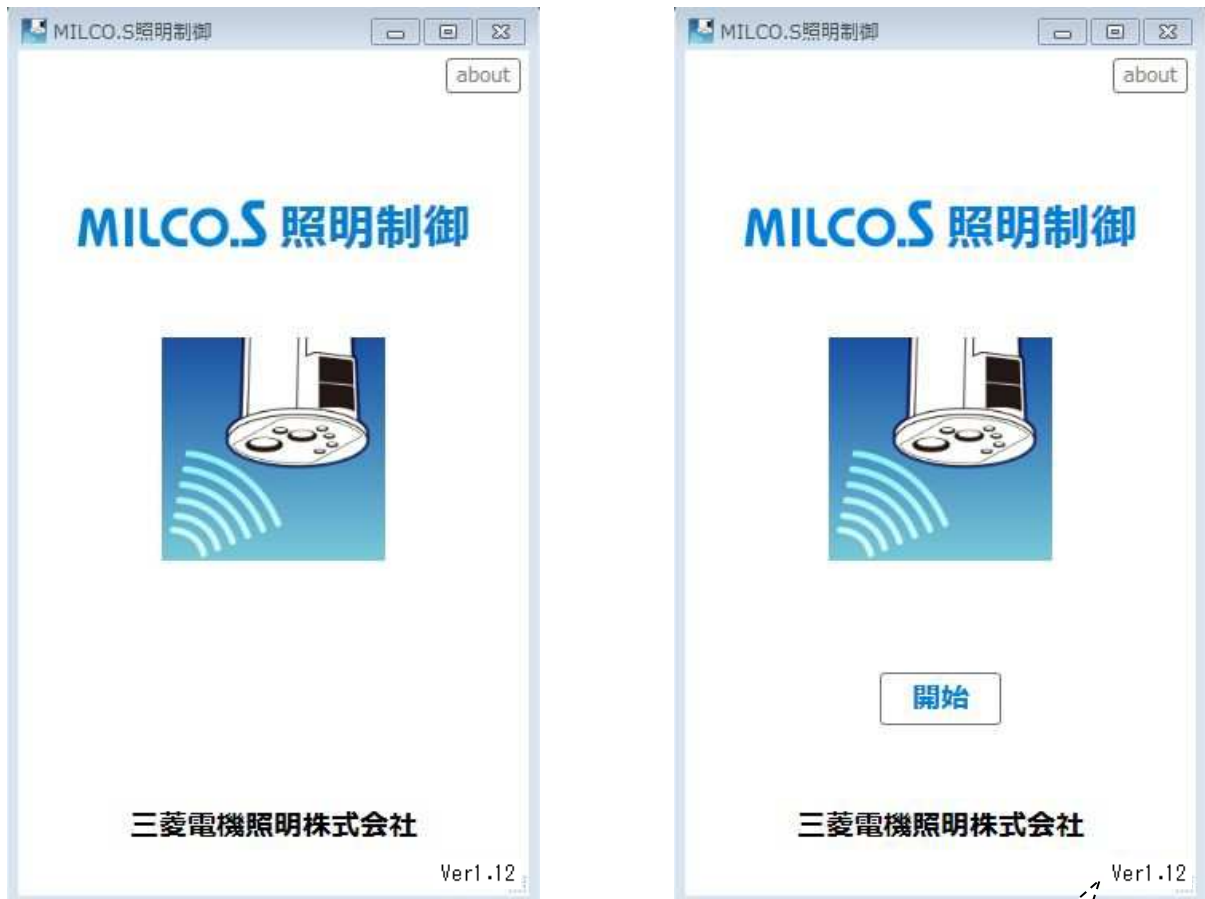 MILCO.S照明制御
about
MILCO.S 照明制御
三菱電機照明株式会社
Ver1.12
MILCO.S照明制御
about
MILCO.S 照明制御
開始
三菱電機照明株式会社
Ver1.12